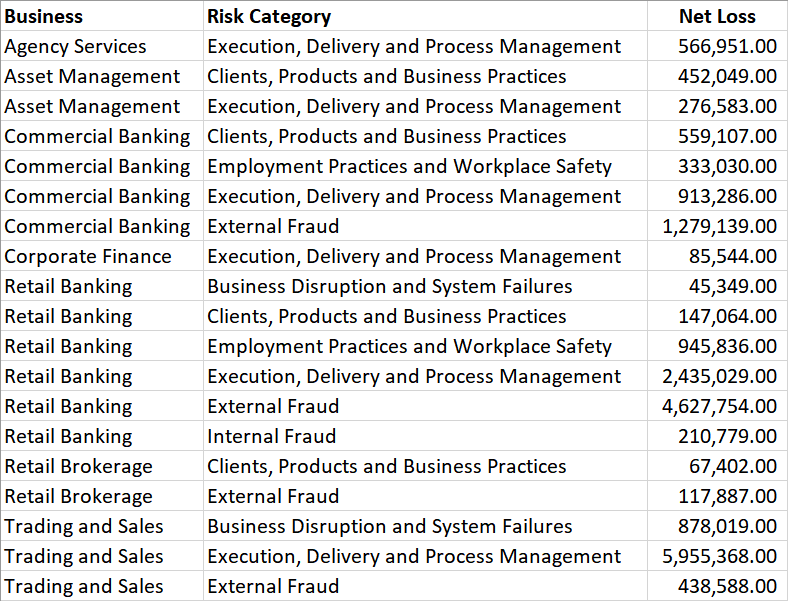 Business Risk Category Net Loss
Agency Services Execution, Delivery and Process Management 566,951.00
Asset Management Clients, Products and Business Practices 452,049.00
Asset Management Execution, Delivery and Process Management 276,583.00
Commercial Banking Clients, Products and Business Practices 559,107.00
Commercial Banking Employment Practices and Workplace Safety 333,030.00
Commercial Banking Execution, Delivery and Process Management 913,286.00
Commercial Banking External Fraud 1,279,139.00
Corporate Finance Execution, Delivery and Process Management 85,544.00
Retail Banking Business Disruption and System Failures 45,349.00
Retail Banking Clients, Products and Business Practices 147,064.00
Retail Banking Employment Practices and Workplace Safety 945,836.00
Retail Banking Execution, Delivery and Process Management 2,435,029.00
Retail Banking External Fraud 4,627,754.00
Retail Banking Internal Fraud 210,779.00
Retail Brokerage Clients, Products and Business Practices 67,402.00
Retail Brokerage External Fraud 117,887.00
Trading and Sales Business Disruption and System Failures 878,019.00
Trading and Sales Execution, Delivery and Process Management 5,955,368.00
Trading and Sales External Fraud 438,588.00